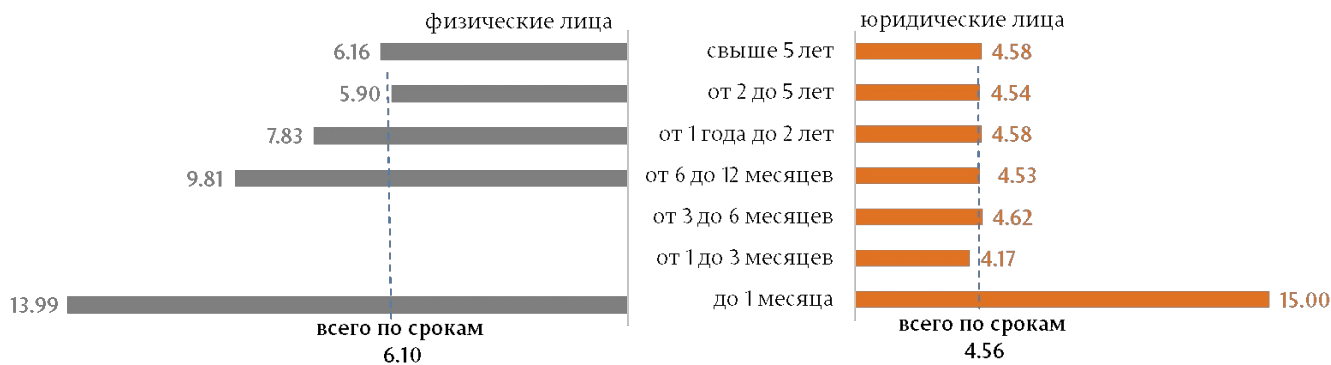 физические лица
юридические лица
6.16
свыше 5 лет
4.58
5.90
от 2 до 5 лет
4.54
7.83
от 1 года до 2 лет
4.58
9.81
от 6 до 12 месяцев
4.53
от 3 до 6 месяцев
4.62
от 1 до 3 месяцев
4.17
13.99
до 1 месяца
15.00
всего по срокам
6.10
всего по срокам
4.56